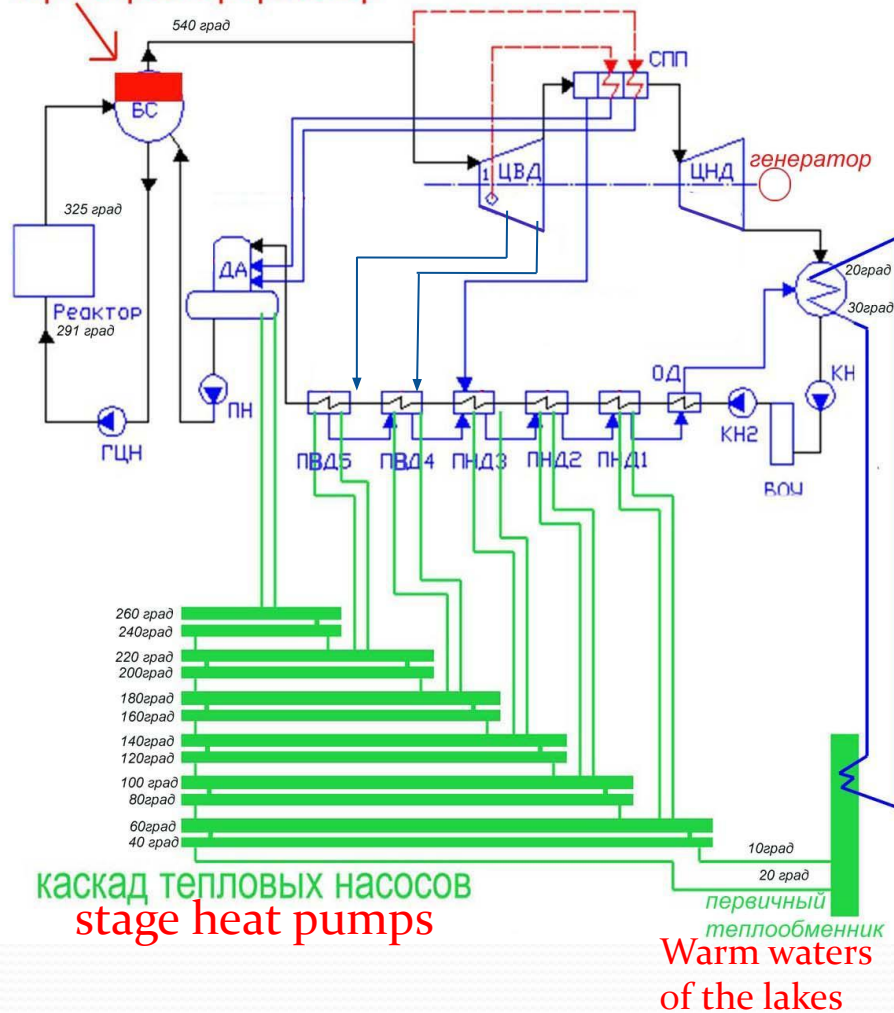 540 град
СПП
БС
1
ЦВД
ЦНД
генератор
325 град
ДА
20град
30град
Реактор
291 град
ОД
КН
ПН
ГЦН
КН2
ПВД5
ПВД4
ПНД3
ПНД2
ПНД1
ВОУ
260 град
240град
220 град
200град
180град
160град
140град
120град
100 град
80град
60град
40 град
10град
20 град
каскад тепловых насосов
stage heat pumps
первичный
теплообменник
Warm waters
of the lakes